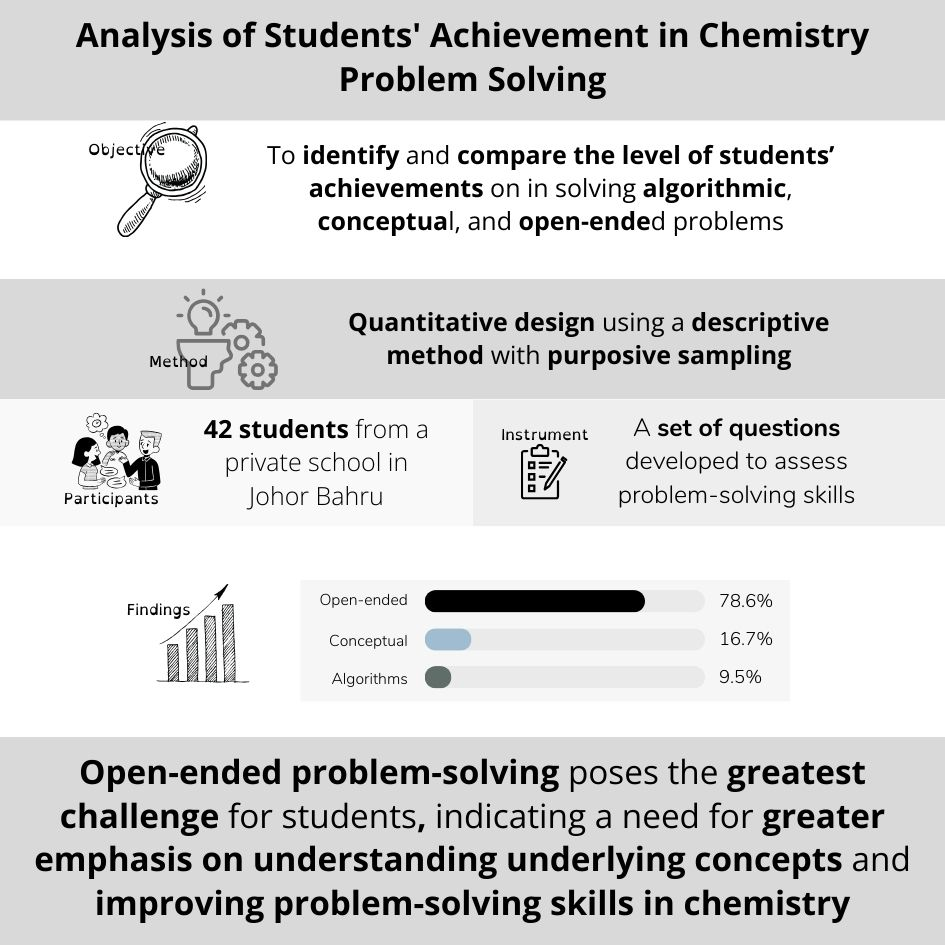 Analysis of Students' Achievement in Chemistry
Problem Solving
Objective
To identify and compare the level of students’
achievements on in solving algorithmic,
conceptual, and open-ended problems
Method
Quantitative design using a descriptive
method with purposive sampling
Participants
42 students from a
private school in
Johor Bahru
Instrument
A set of questions
developed to assess
problem-solving skills
Findings
Open-ended 78.6%
Conceptual 16.7%
Algorithms 9.5%
Open-ended problem-solving poses the greatest
challenge for students, indicating a need for greater
emphasis on understanding underlying concepts and
improving problem-solving skills in chemistry